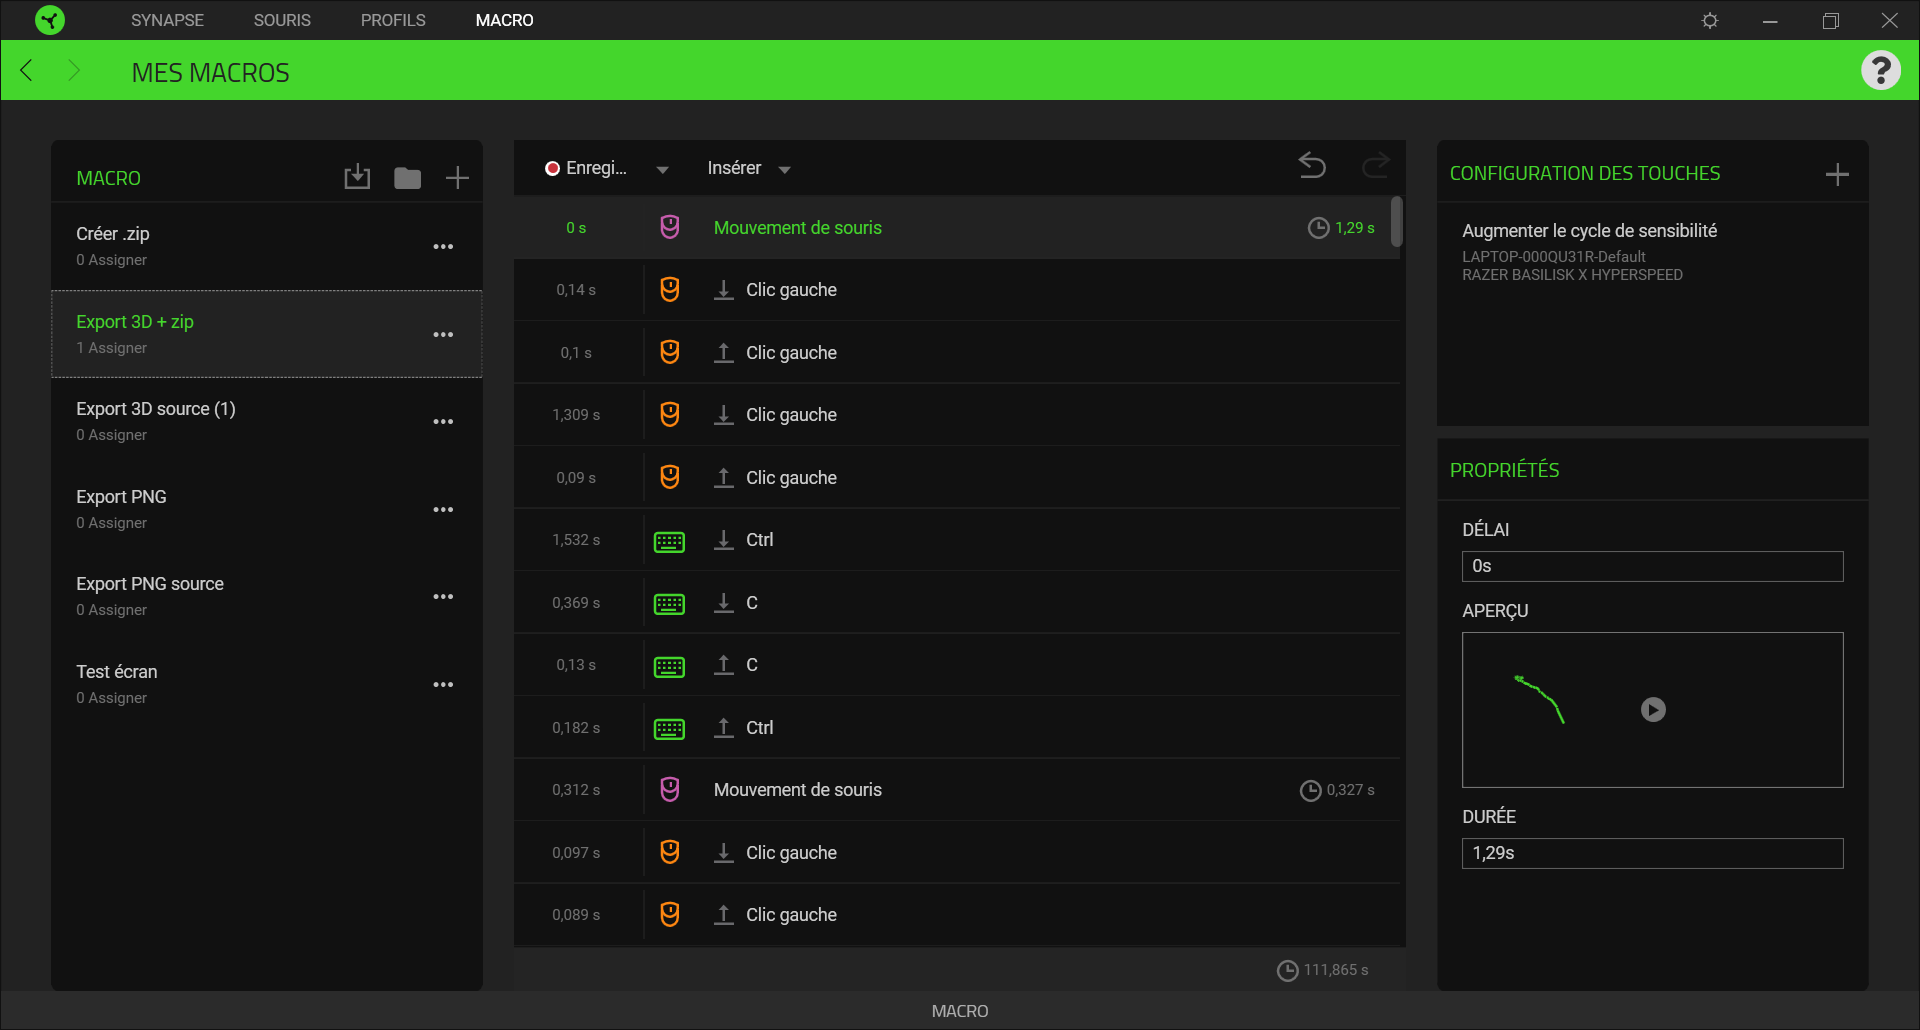 SYNAPSE SOURIS PROFILS MACRO
MES MACROS
?
MACRO
Créer .zip
0 Assigner
Export 3D + zip
1 Assigner
Export 3D source (1)
0 Assigner
Export PNG
0 Assigner
Export PNG source
0 Assigner
Test écran
0 Assigner
Enregi... Insérer
0 s Mouvement de souris 1,29 s
0,14 s Clic gauche
0,1 s Clic gauche
1,309 s Clic gauche
0,09 s Clic gauche
1,532 s Ctrl
0,369 s C
0,13 s C
0,182 s Ctrl
0,312 s Mouvement de souris 0,327 s
0,097 s Clic gauche
0,089 s Clic gauche
111,865 s
CONFIGURATION DES TOUCHES
Augmenter le cycle de sensibilité
LAPTOP-000QU31R-Default
RAZER BASILISK X HYPERSPEED
PROPRIÉTÉS
DÉLAI
0s
APERÇU
DURÉE
1,29s
MACRO